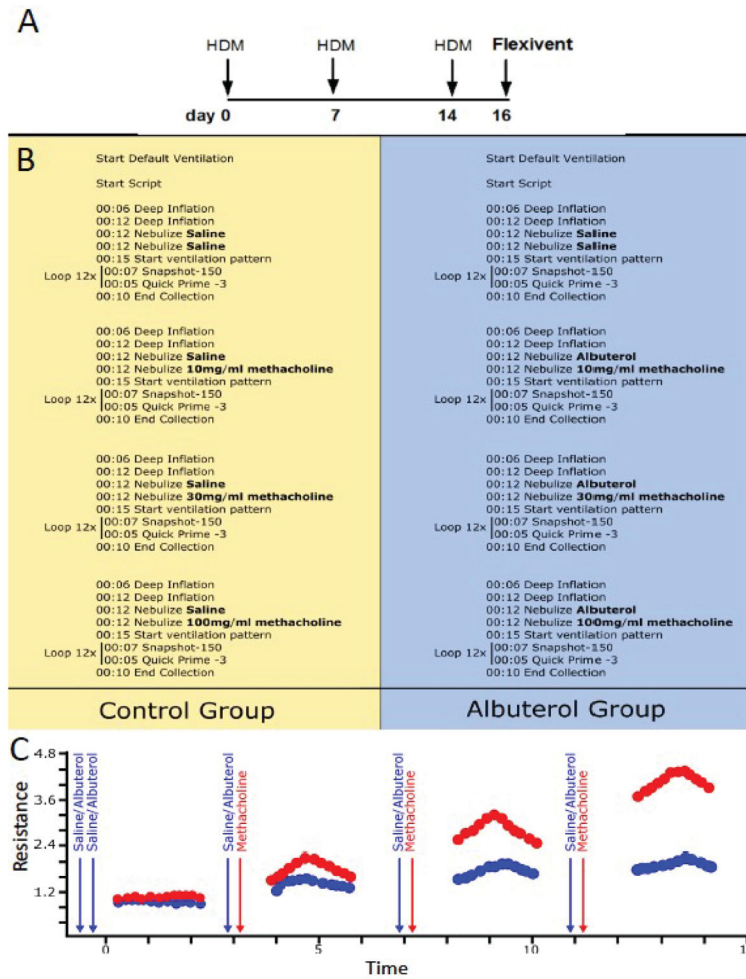 A
HDM HDM HDM Flexivent
day 0 7 14 16
B
Start Default Ventilation
Start Script
00:06 Deep Inflation
00:12 Deep Inflation
00:12 Nebulize Saline
00:12 Nebulize Saline
00:15 Start ventilation pattern
Loop 12x 00:07 Snapshot-150
00:05 Quick Prime -3
00:10 End Collection
00:06 Deep Inflation
00:12 Deep Inflation
00:12 Nebulize Saline
00:12 Nebulize 10mg/ml methacholine
00:15 Start ventilation pattern
Loop 12x 00:07 Snapshot-150
00:05 Quick Prime -3
00:10 End Collection
00:06 Deep Inflation
00:12 Deep Inflation
00:12 Nebulize Saline
00:12 Nebulize 30mg/ml methacholine
00:15 Start ventilation pattern
Loop 12x 00:07 Snapshot-150
00:05 Quick Prime -3
00:10 End Collection
00:06 Deep Inflation
00:12 Deep Inflation
00:12 Nebulize Saline
00:12 Nebulize 100mg/ml methacholine
00:15 Start ventilation pattern
Loop 12x 00:07 Snapshot-150
00:05 Quick Prime -3
00:10 End Collection
Control Group
Start Default Ventilation
Start Script
00:06 Deep Inflation
00:12 Deep Inflation
00:12 Nebulize Saline
00:12 Nebulize Saline
00:15 Start ventilation pattern
Loop 12x 00:07 Snapshot-150
00:05 Quick Prime -3
00:10 End Collection
00:06 Deep Inflation
00:12 Deep Inflation
00:12 Nebulize Albuterol
00:12 Nebulize 10mg/ml methacholine
00:15 Start ventilation pattern
Loop 12x 00:07 Snapshot-150
00:05 Quick Prime -3
00:10 End Collection
00:06 Deep Inflation
00:12 Deep Inflation
00:12 Nebulize Albuterol
00:12 Nebulize 30mg/ml methacholine
00:15 Start ventilation pattern
Loop 12x 00:07 Snapshot-150
00:05 Quick Prime -3
00:10 End Collection
00:06 Deep Inflation
00:12 Deep Inflation
00:12 Nebulize Albuterol
00:12 Nebulize 100mg/ml methacholine
00:15 Start ventilation pattern
Loop 12x 00:07 Snapshot-150
00:05 Quick Prime -3
00:10 End Collection
Albuterol Group
C
Resistance
4.8
3.6
2.4
1.2
Saline/Albuterol
Saline/Albuterol
Saline/Albuterol
Methacholine
Saline/Albuterol
Methacholine
Saline/Albuterol
Methacholine
0 5 10
Time